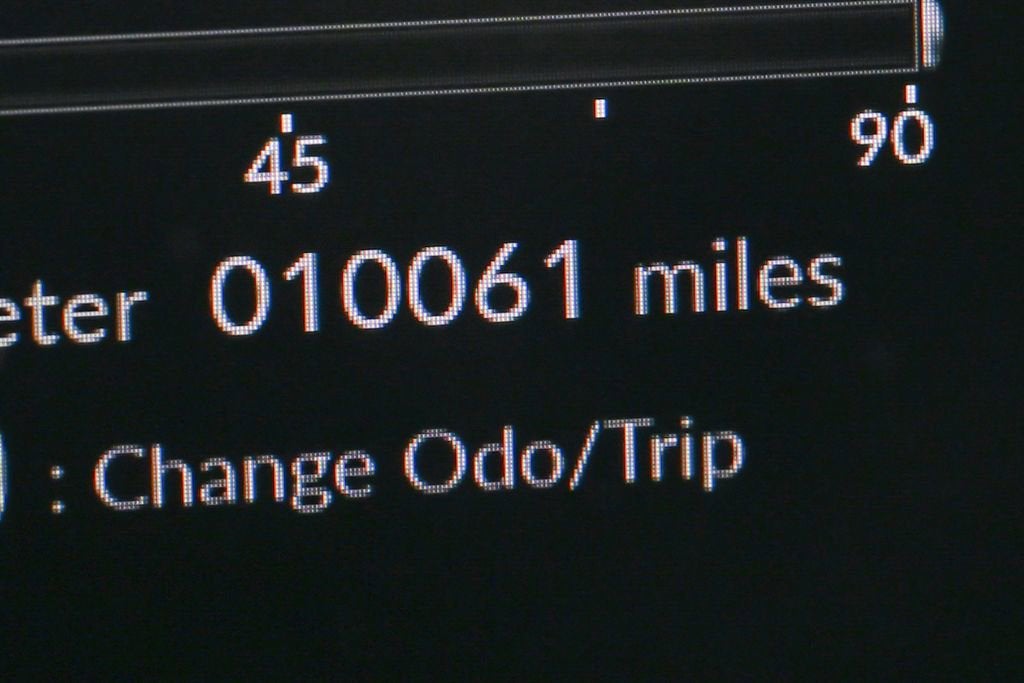 45 90
eter 010061 miles
: Change Odo/Trip